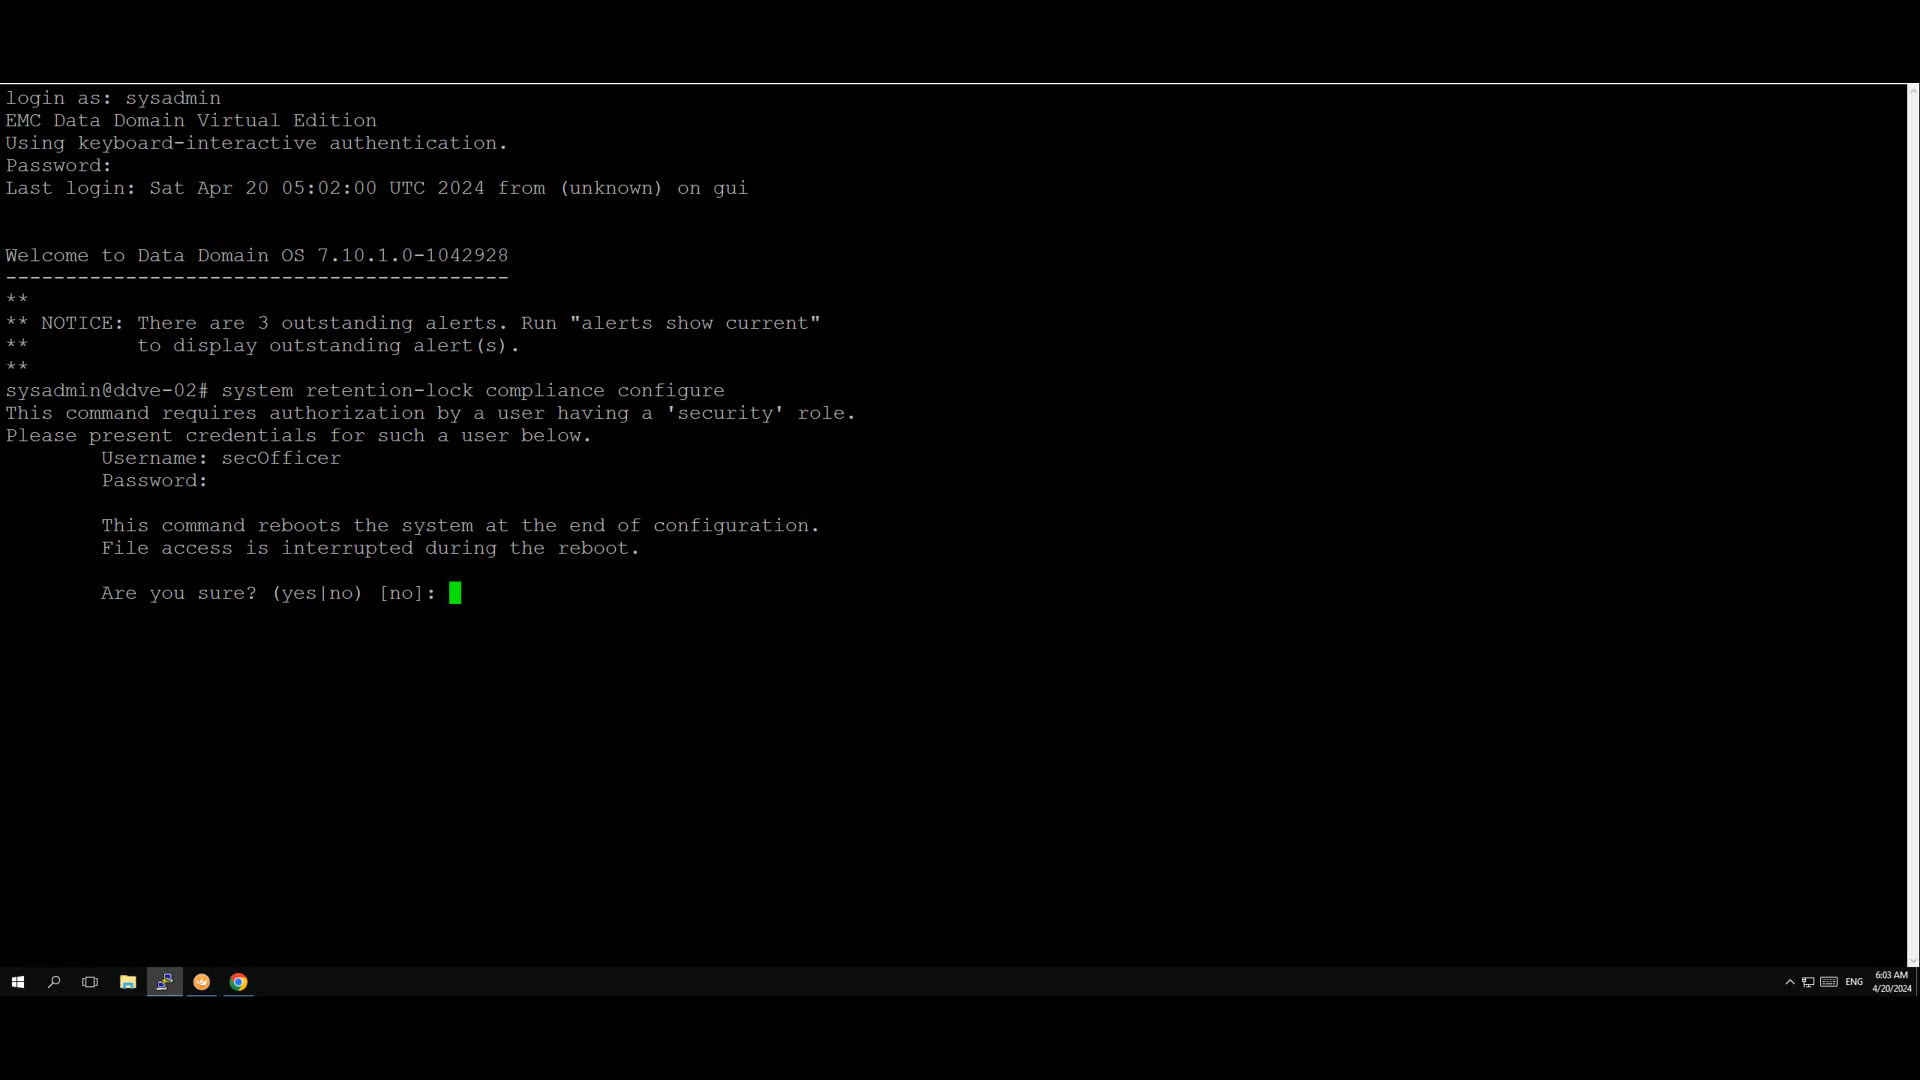 login as: sysadmin
EMC Data Domain Virtual Edition
Using keyboard-interactive authentication.
Password:
Last login: Sat Apr 20 05:02:00 UTC 2024 from (unknown) on gui
Welcome to Data Domain OS 7.10.1.0-1042928
------------------------------------------
**
** NOTICE: There are 3 outstanding alerts. Run "alerts show current"
**         to display outstanding alert(s).
**
sysadmin@ddve-02# system retention-lock compliance configure
This command requires authorization by a user having a 'security' role.
Please present credentials for such a user below.
        Username: secOfficer
        Password:
        This command reboots the system at the end of configuration.
        File access is interrupted during the reboot.
        Are you sure? (yes|no) [no]:
ENG
6:03 AM
4/20/2024